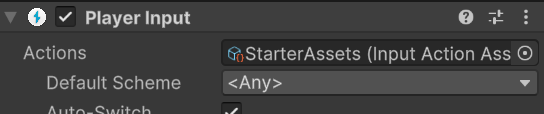 Player Input
Actions StarterAssets (Input Action Ass
Default Scheme <Any>
Auto-Switch